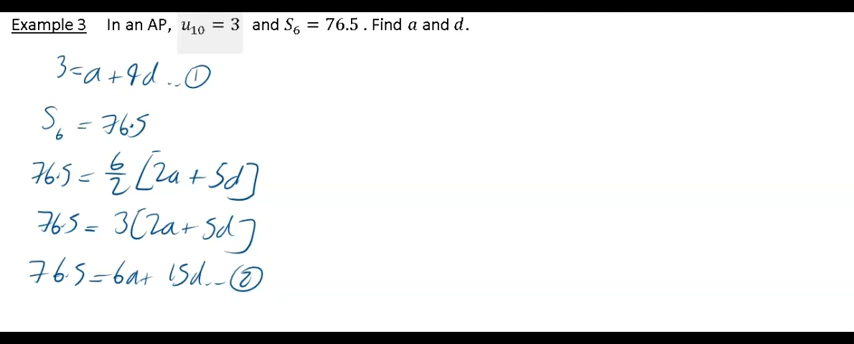 Example 3 In an AP, u₁₀ = 3 and S₆ = 76.5 . Find a and d.
3=a+9d ..①
S₆ = 76.5
76.5 = 6/2 [2a + 5d]
76.5 = 3[2a + 5d]
76.5 = 6a + 15d ..②